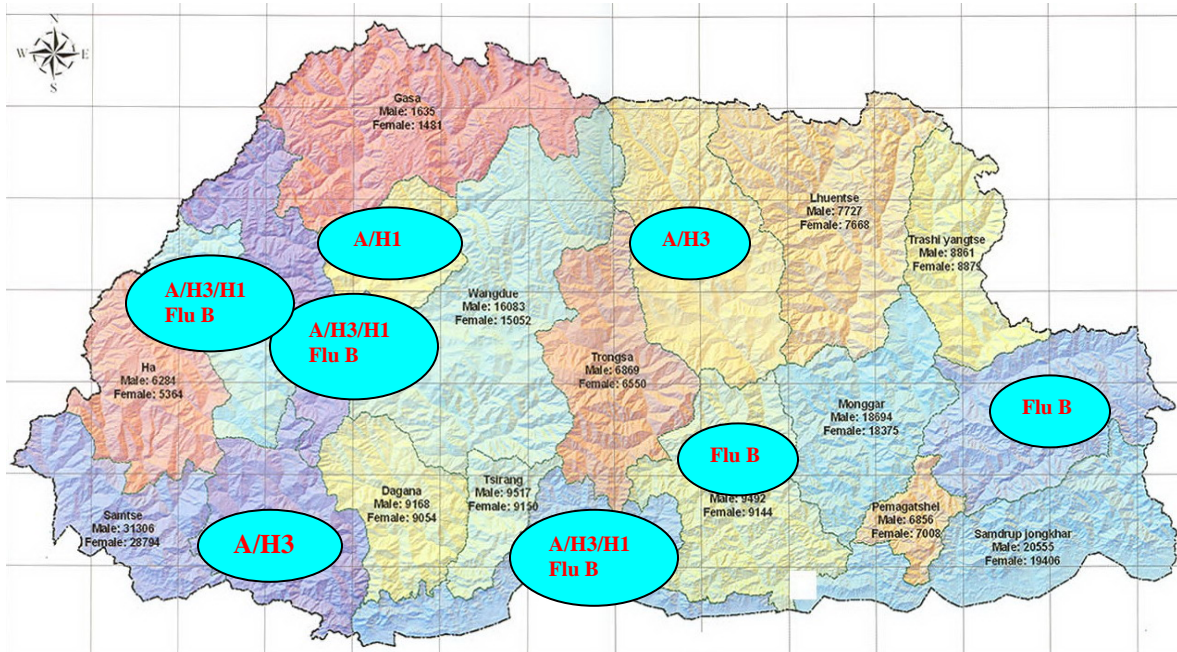 N
W E
S
Gasa
Male: 1635
Female: 1481
A/H1
A/H3
Lhuentse
Male: 7727
Female: 7668
Trashi yangtse
Male: 8861
Female: 8879
A/H3/H1
Flu B
A/H3/H1
Flu B
Wangdue
Male: 16083
Female: 15052
Ha
Male: 6284
Female: 5364
Trongsa
Male: 6869
Female: 6550
Monggar
Male: 18694
Female: 18375
Flu B
Flu B
Male: 9492
Female: 9144
Samtse
Male: 31306
Female: 28794
A/H3
Dagana
Male: 9168
Female: 9054
Tsirang
Male: 9517
Female: 9150
A/H3/H1
Flu B
Pemagatshel
Male: 6856
Female: 7008
Samdrup jongkhar
Male: 20555
Female: 19406